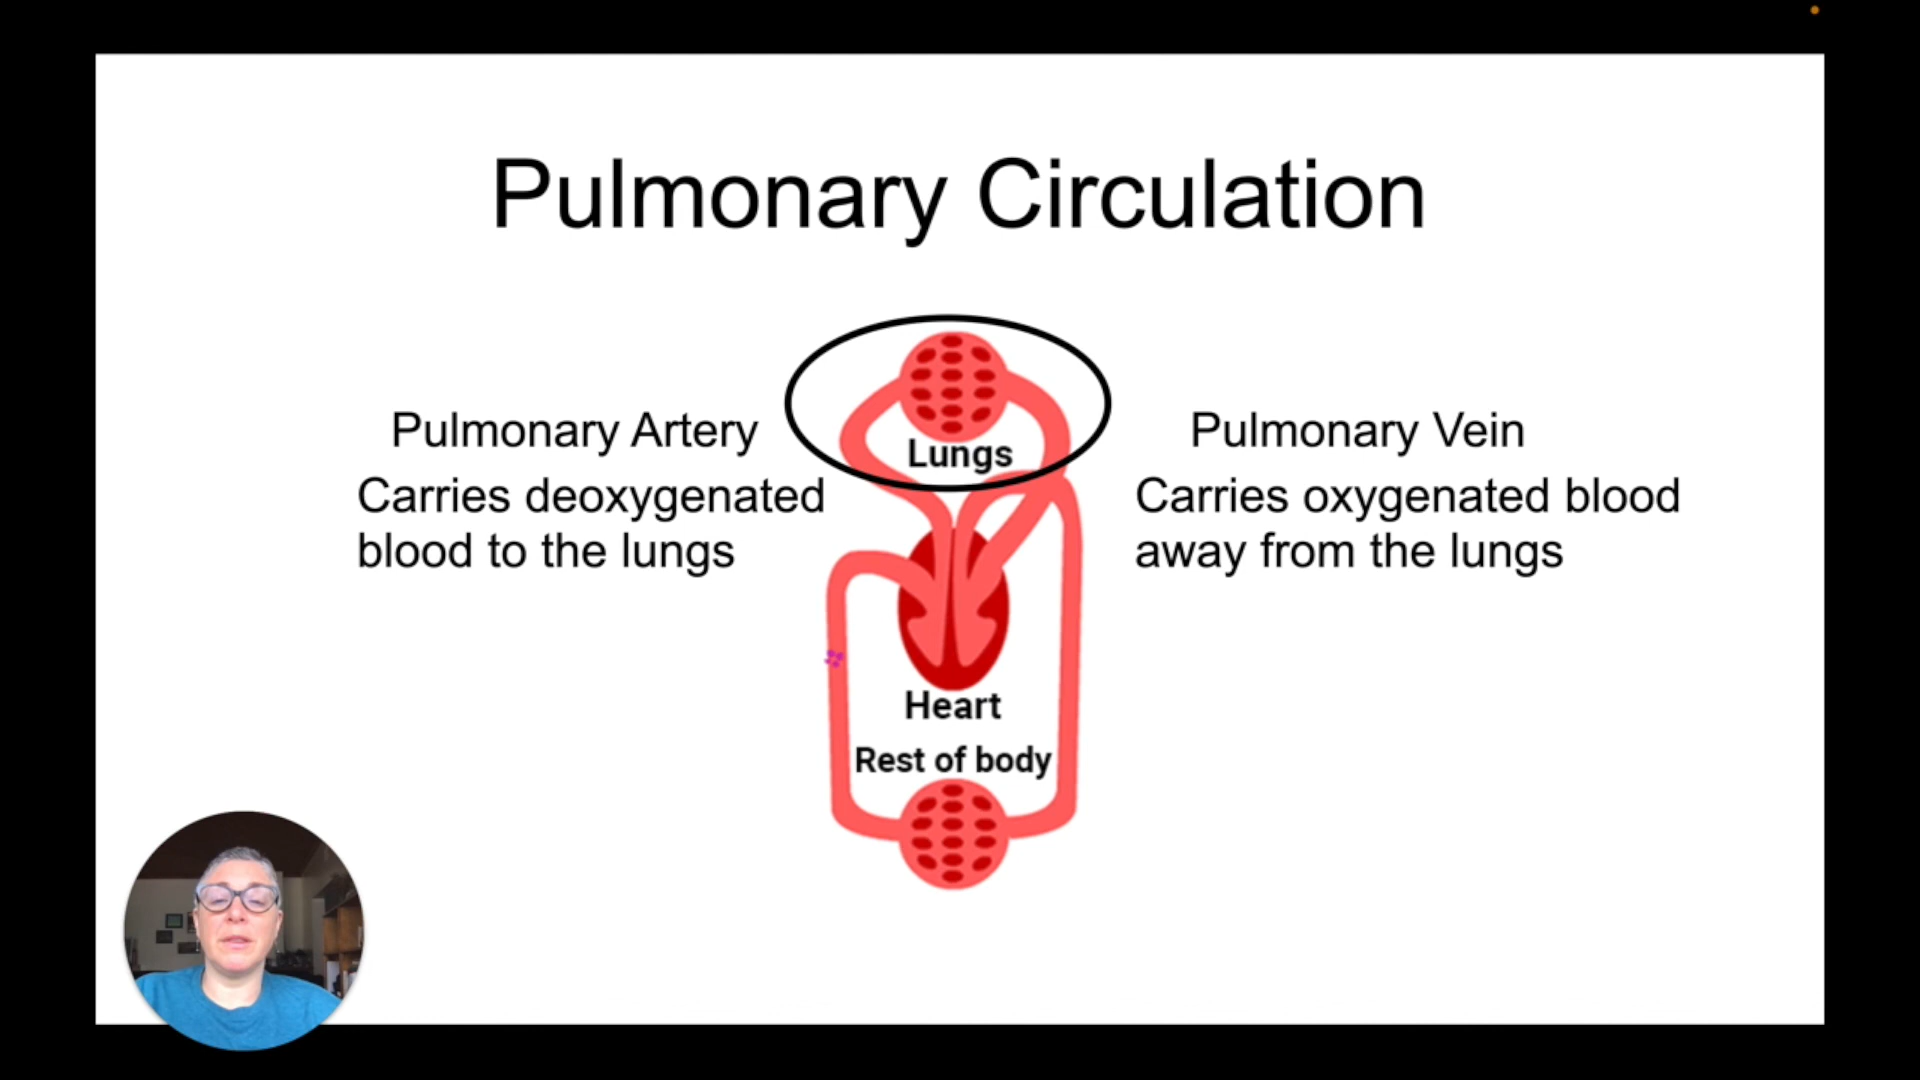 Pulmonary Circulation
Pulmonary Artery
Carries deoxygenated
blood to the lungs
Lungs
Pulmonary Vein
Carries oxygenated blood
away from the lungs
Heart
Rest of body